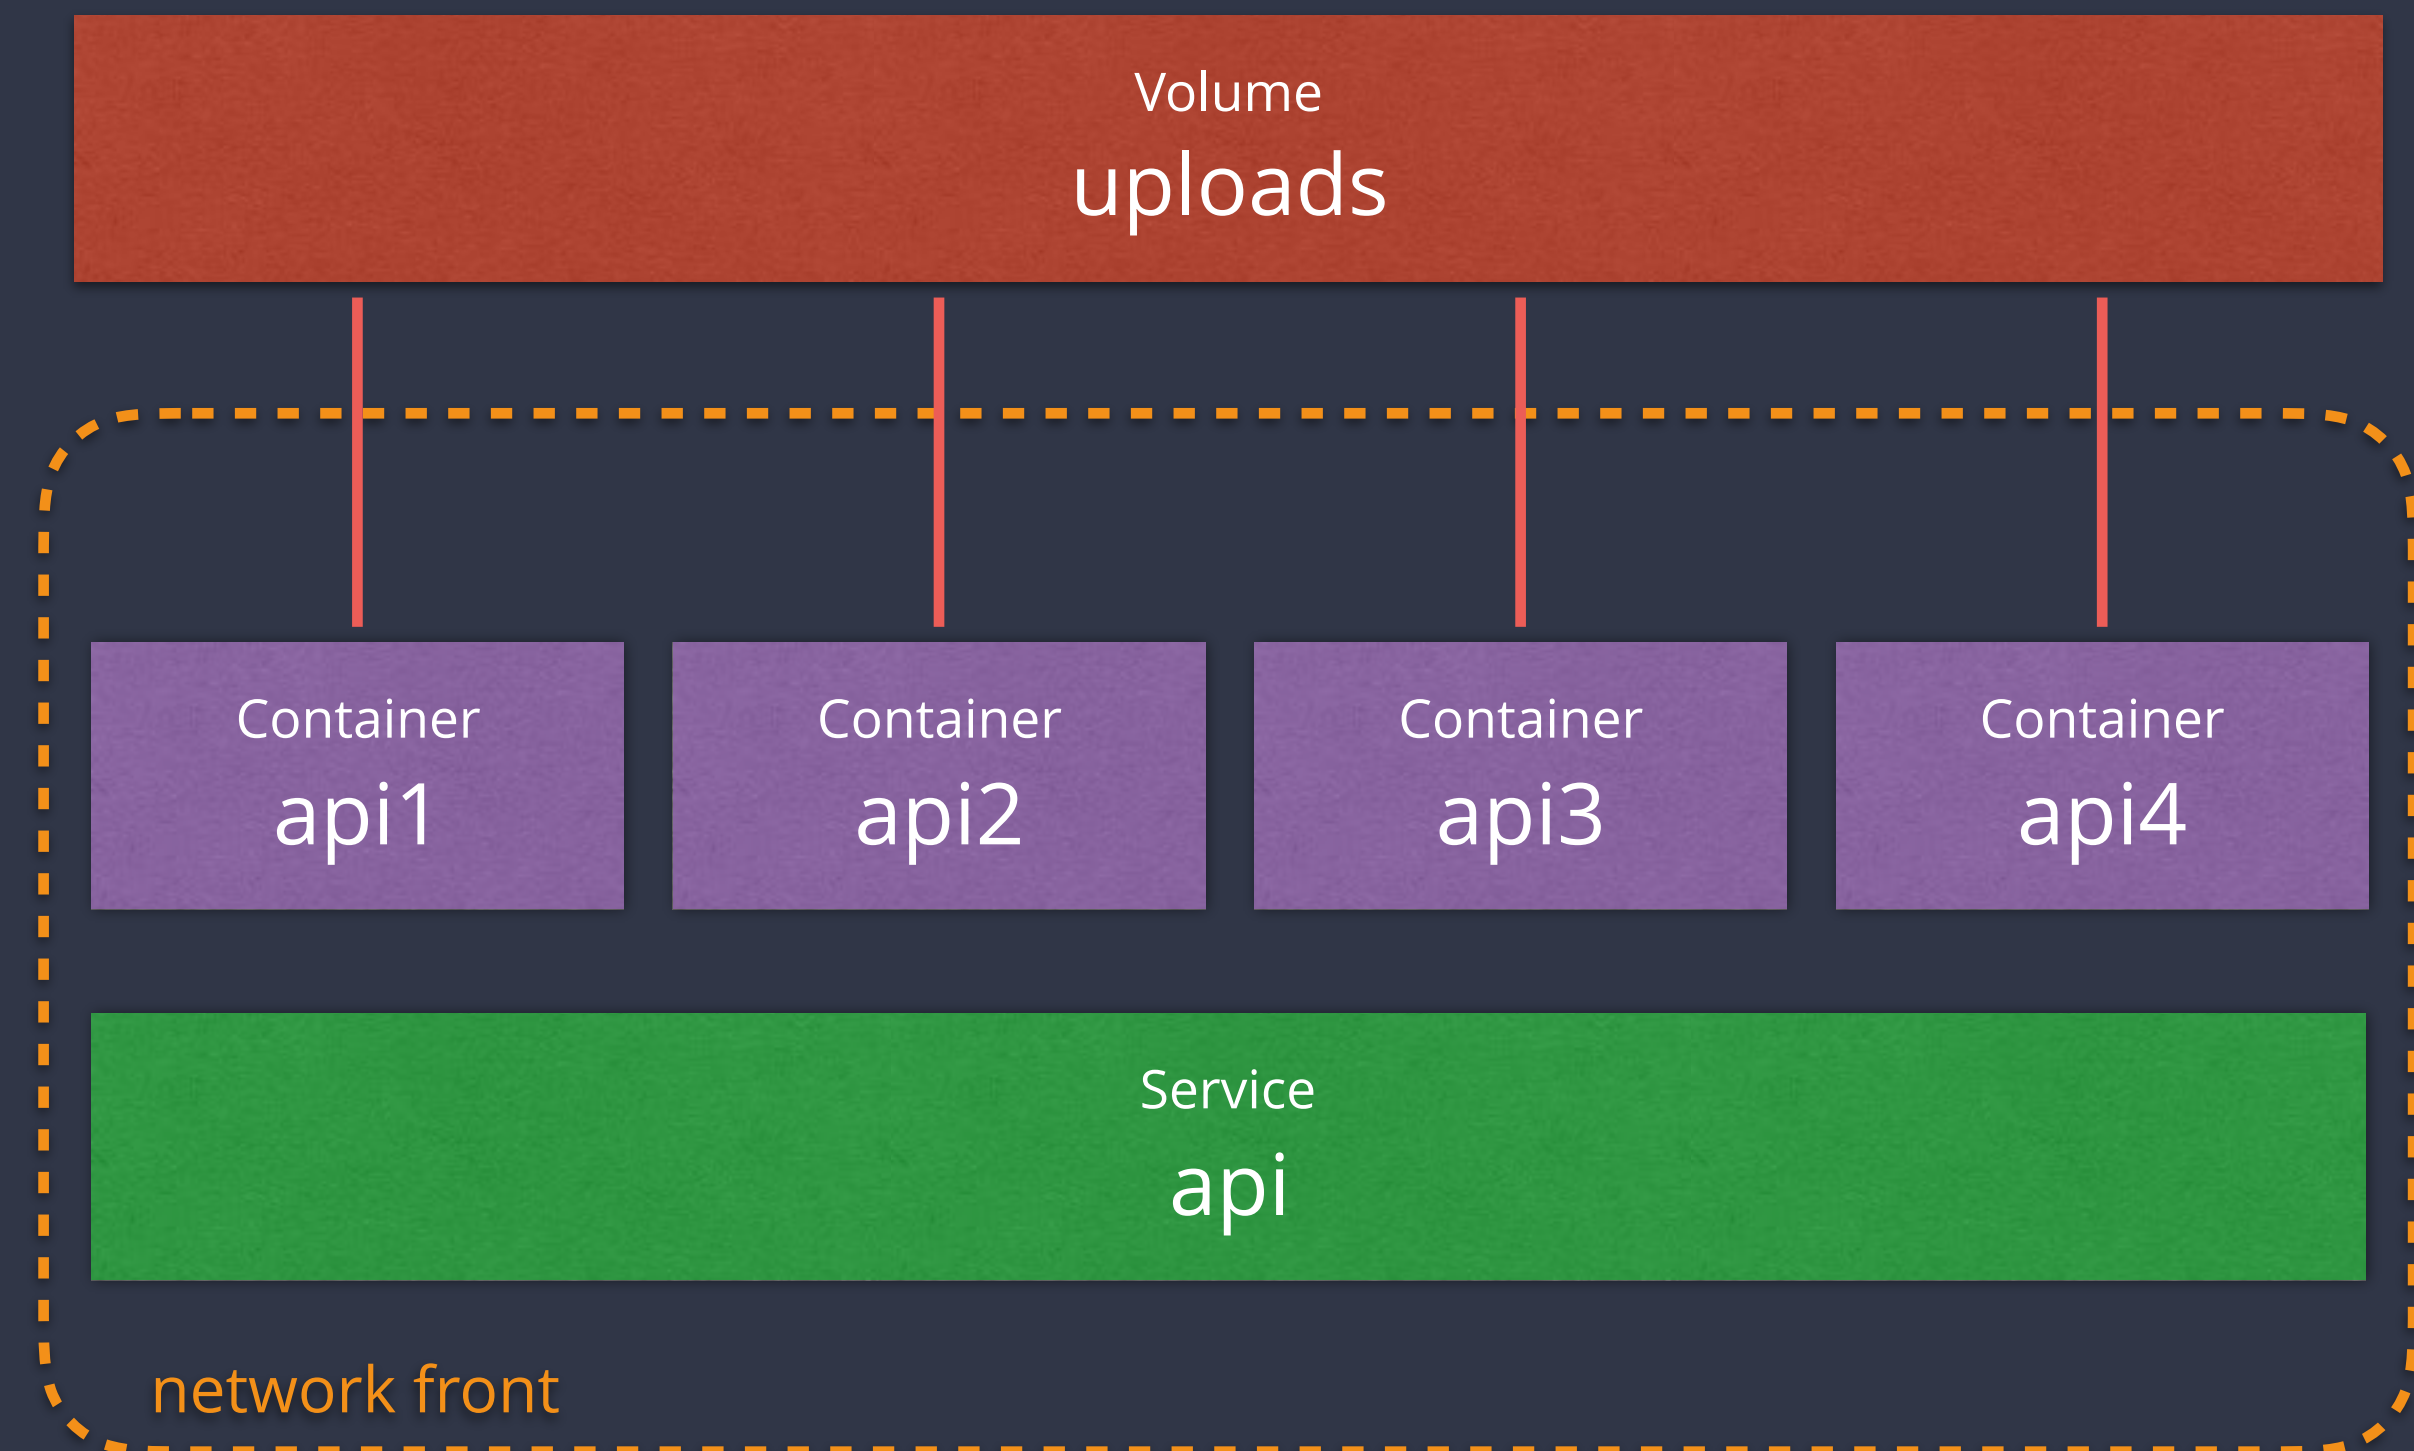 Volume
uploads
Container
api1
Container
api2
Container
api3
Container
api4
Service
api
network front